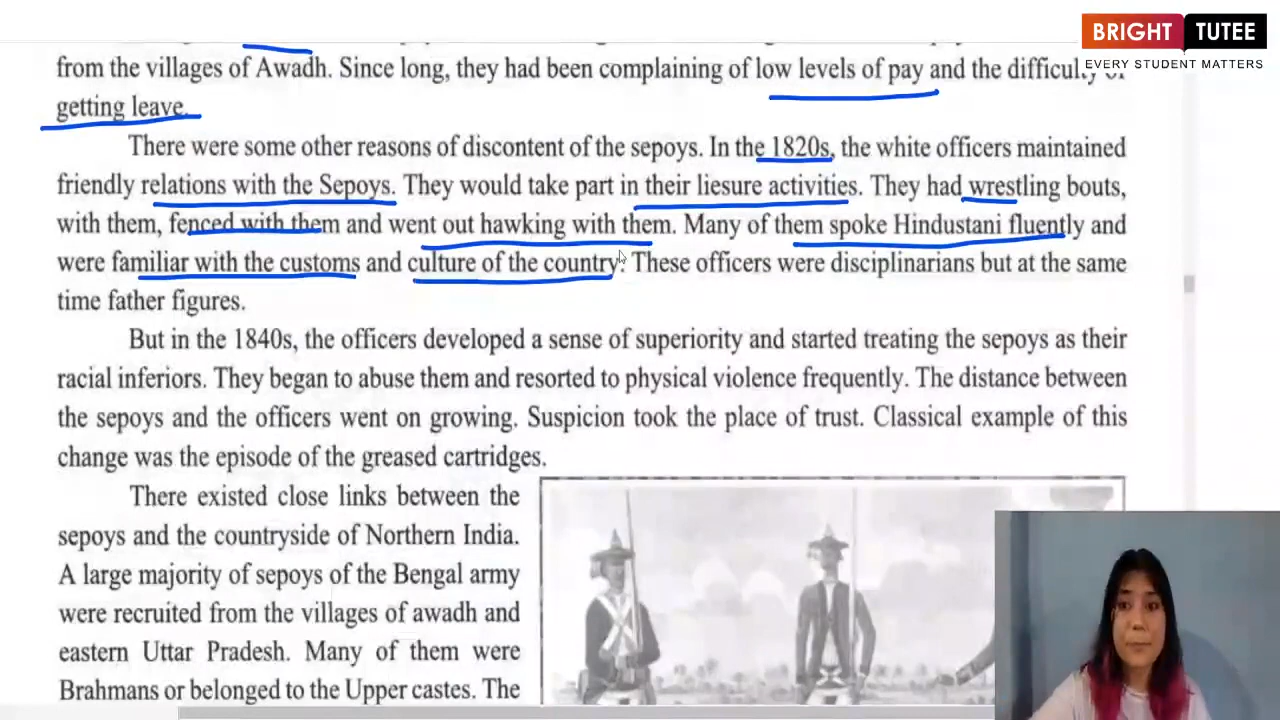 BRIGHT TUTEE
EVERY STUDENT MATTERS
from the villages of Awadh. Since long, they had been complaining of low levels of pay and the difficulty of
getting leave.
There were some other reasons of discontent of the sepoys. In the 1820s, the white officers maintained
friendly relations with the Sepoys. They would take part in their liesure activities. They had wrestling bouts,
with them, fenced with them and went out hawking with them. Many of them spoke Hindustani fluently and
were familiar with the customs and culture of the country. These officers were disciplinarians but at the same
time father figures.
But in the 1840s, the officers developed a sense of superiority and started treating the sepoys as their
racial inferiors. They began to abuse them and resorted to physical violence frequently. The distance between
the sepoys and the officers went on growing. Suspicion took the place of trust. Classical example of this
change was the episode of the greased cartridges.
There existed close links between the
sepoys and the countryside of Northern India.
A large majority of sepoys of the Bengal army
were recruited from the villages of awadh and
eastern Uttar Pradesh. Many of them were
Brahmans or belonged to the Upper castes. The